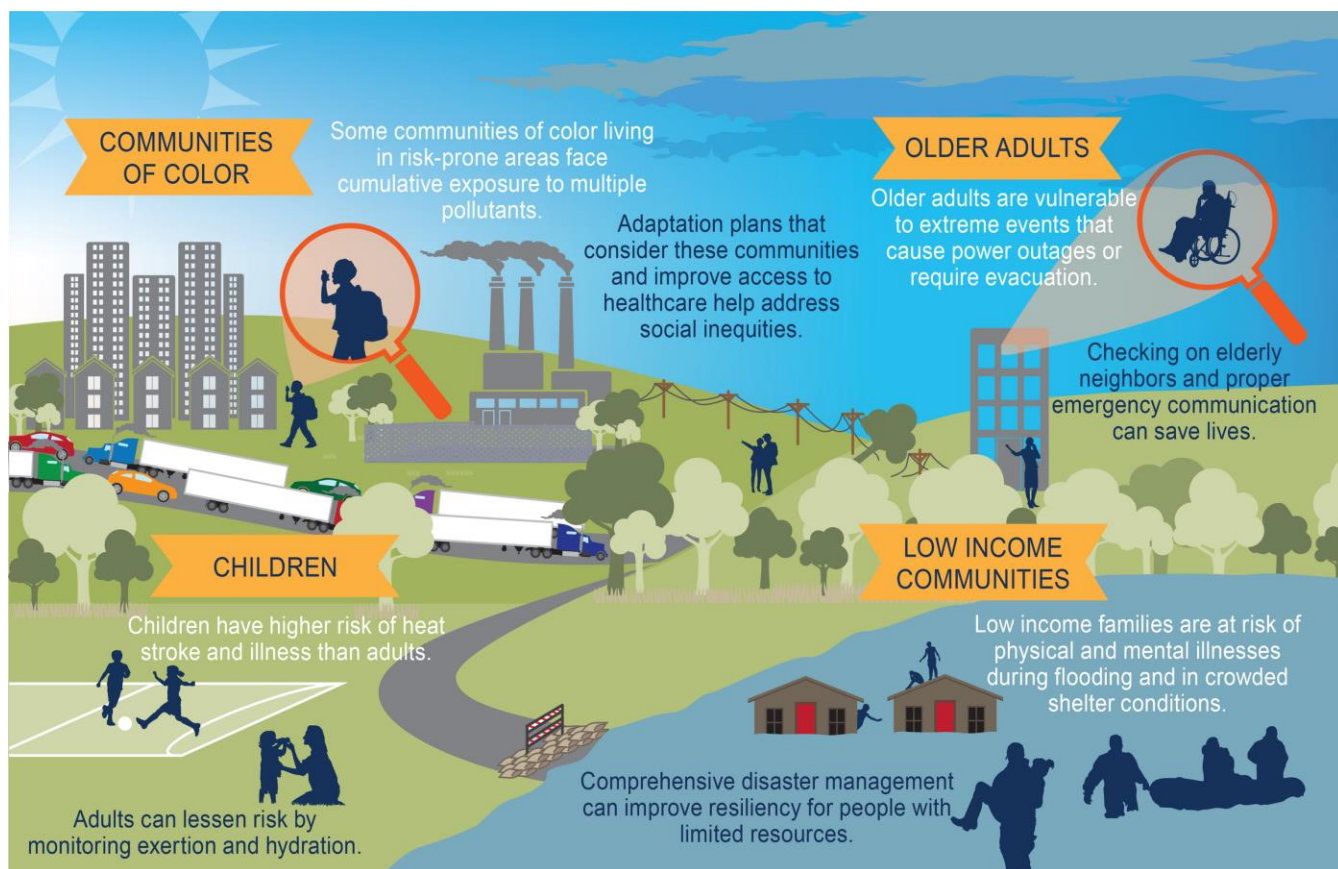 COMMUNITIES
OF COLOR
Some communities of color living
in risk-prone areas face
cumulative exposure to multiple
pollutants.
Adaptation plans that
consider these communities
and improve access to
healthcare help address
social inequities.
OLDER ADULTS
Older adults are vulnerable
to extreme events that
cause power outages or
require evacuation.
Checking on elderly
neighbors and proper
emergency communication
can save lives.
CHILDREN
Children have higher risk of heat
stroke and illness than adults.
Adults can lessen risk by
monitoring exertion and hydration.
LOW INCOME
COMMUNITIES
Low income families are at risk of
physical and mental illnesses
during flooding and in crowded
shelter conditions.
Comprehensive disaster management
can improve resiliency for people with
limited resources.